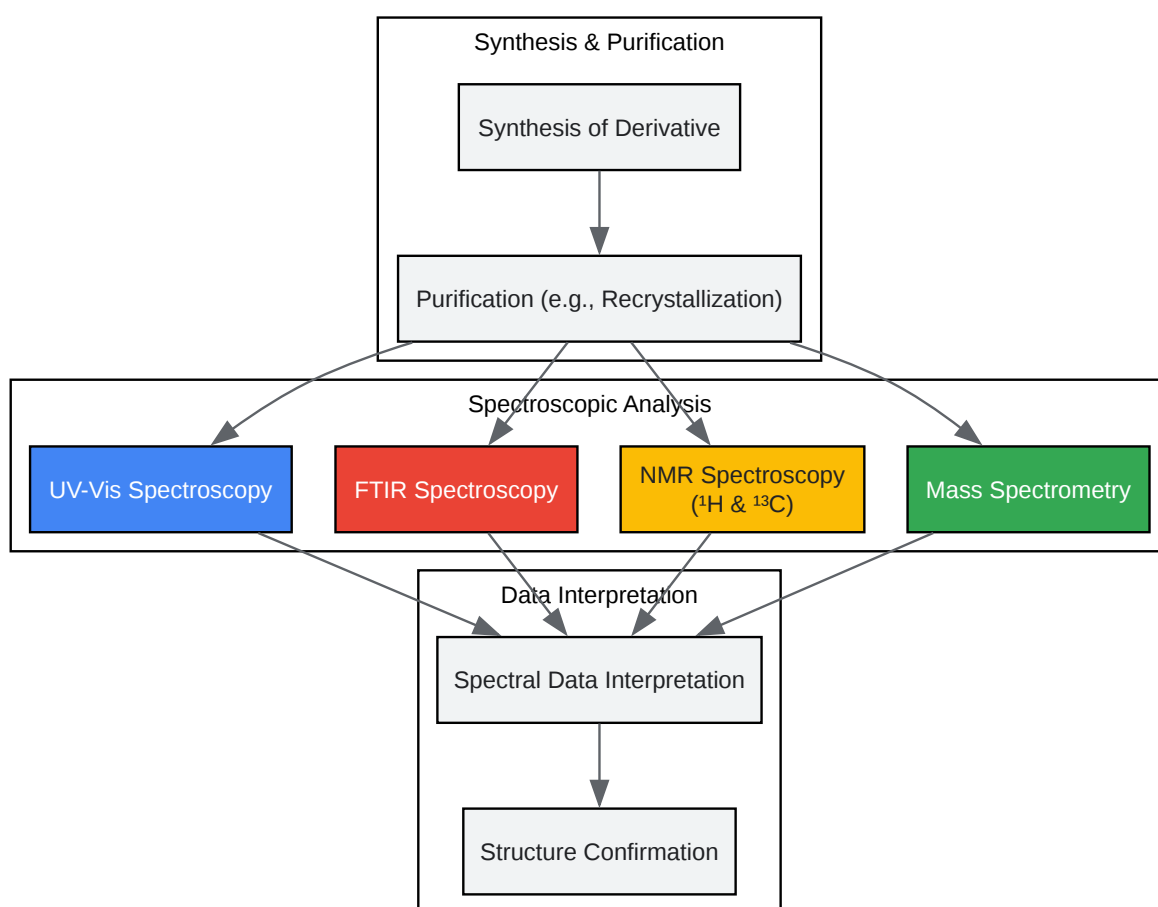 Synthesis & Purification
Synthesis of Derivative
Purification (e.g., Recrystallization)
Spectroscopic Analysis
UV-Vis Spectroscopy
FTIR Spectroscopy
NMR Spectroscopy
(¹H & ¹³C)
Mass Spectrometry
Data Interpretation
Spectral Data Interpretation
Structure Confirmation